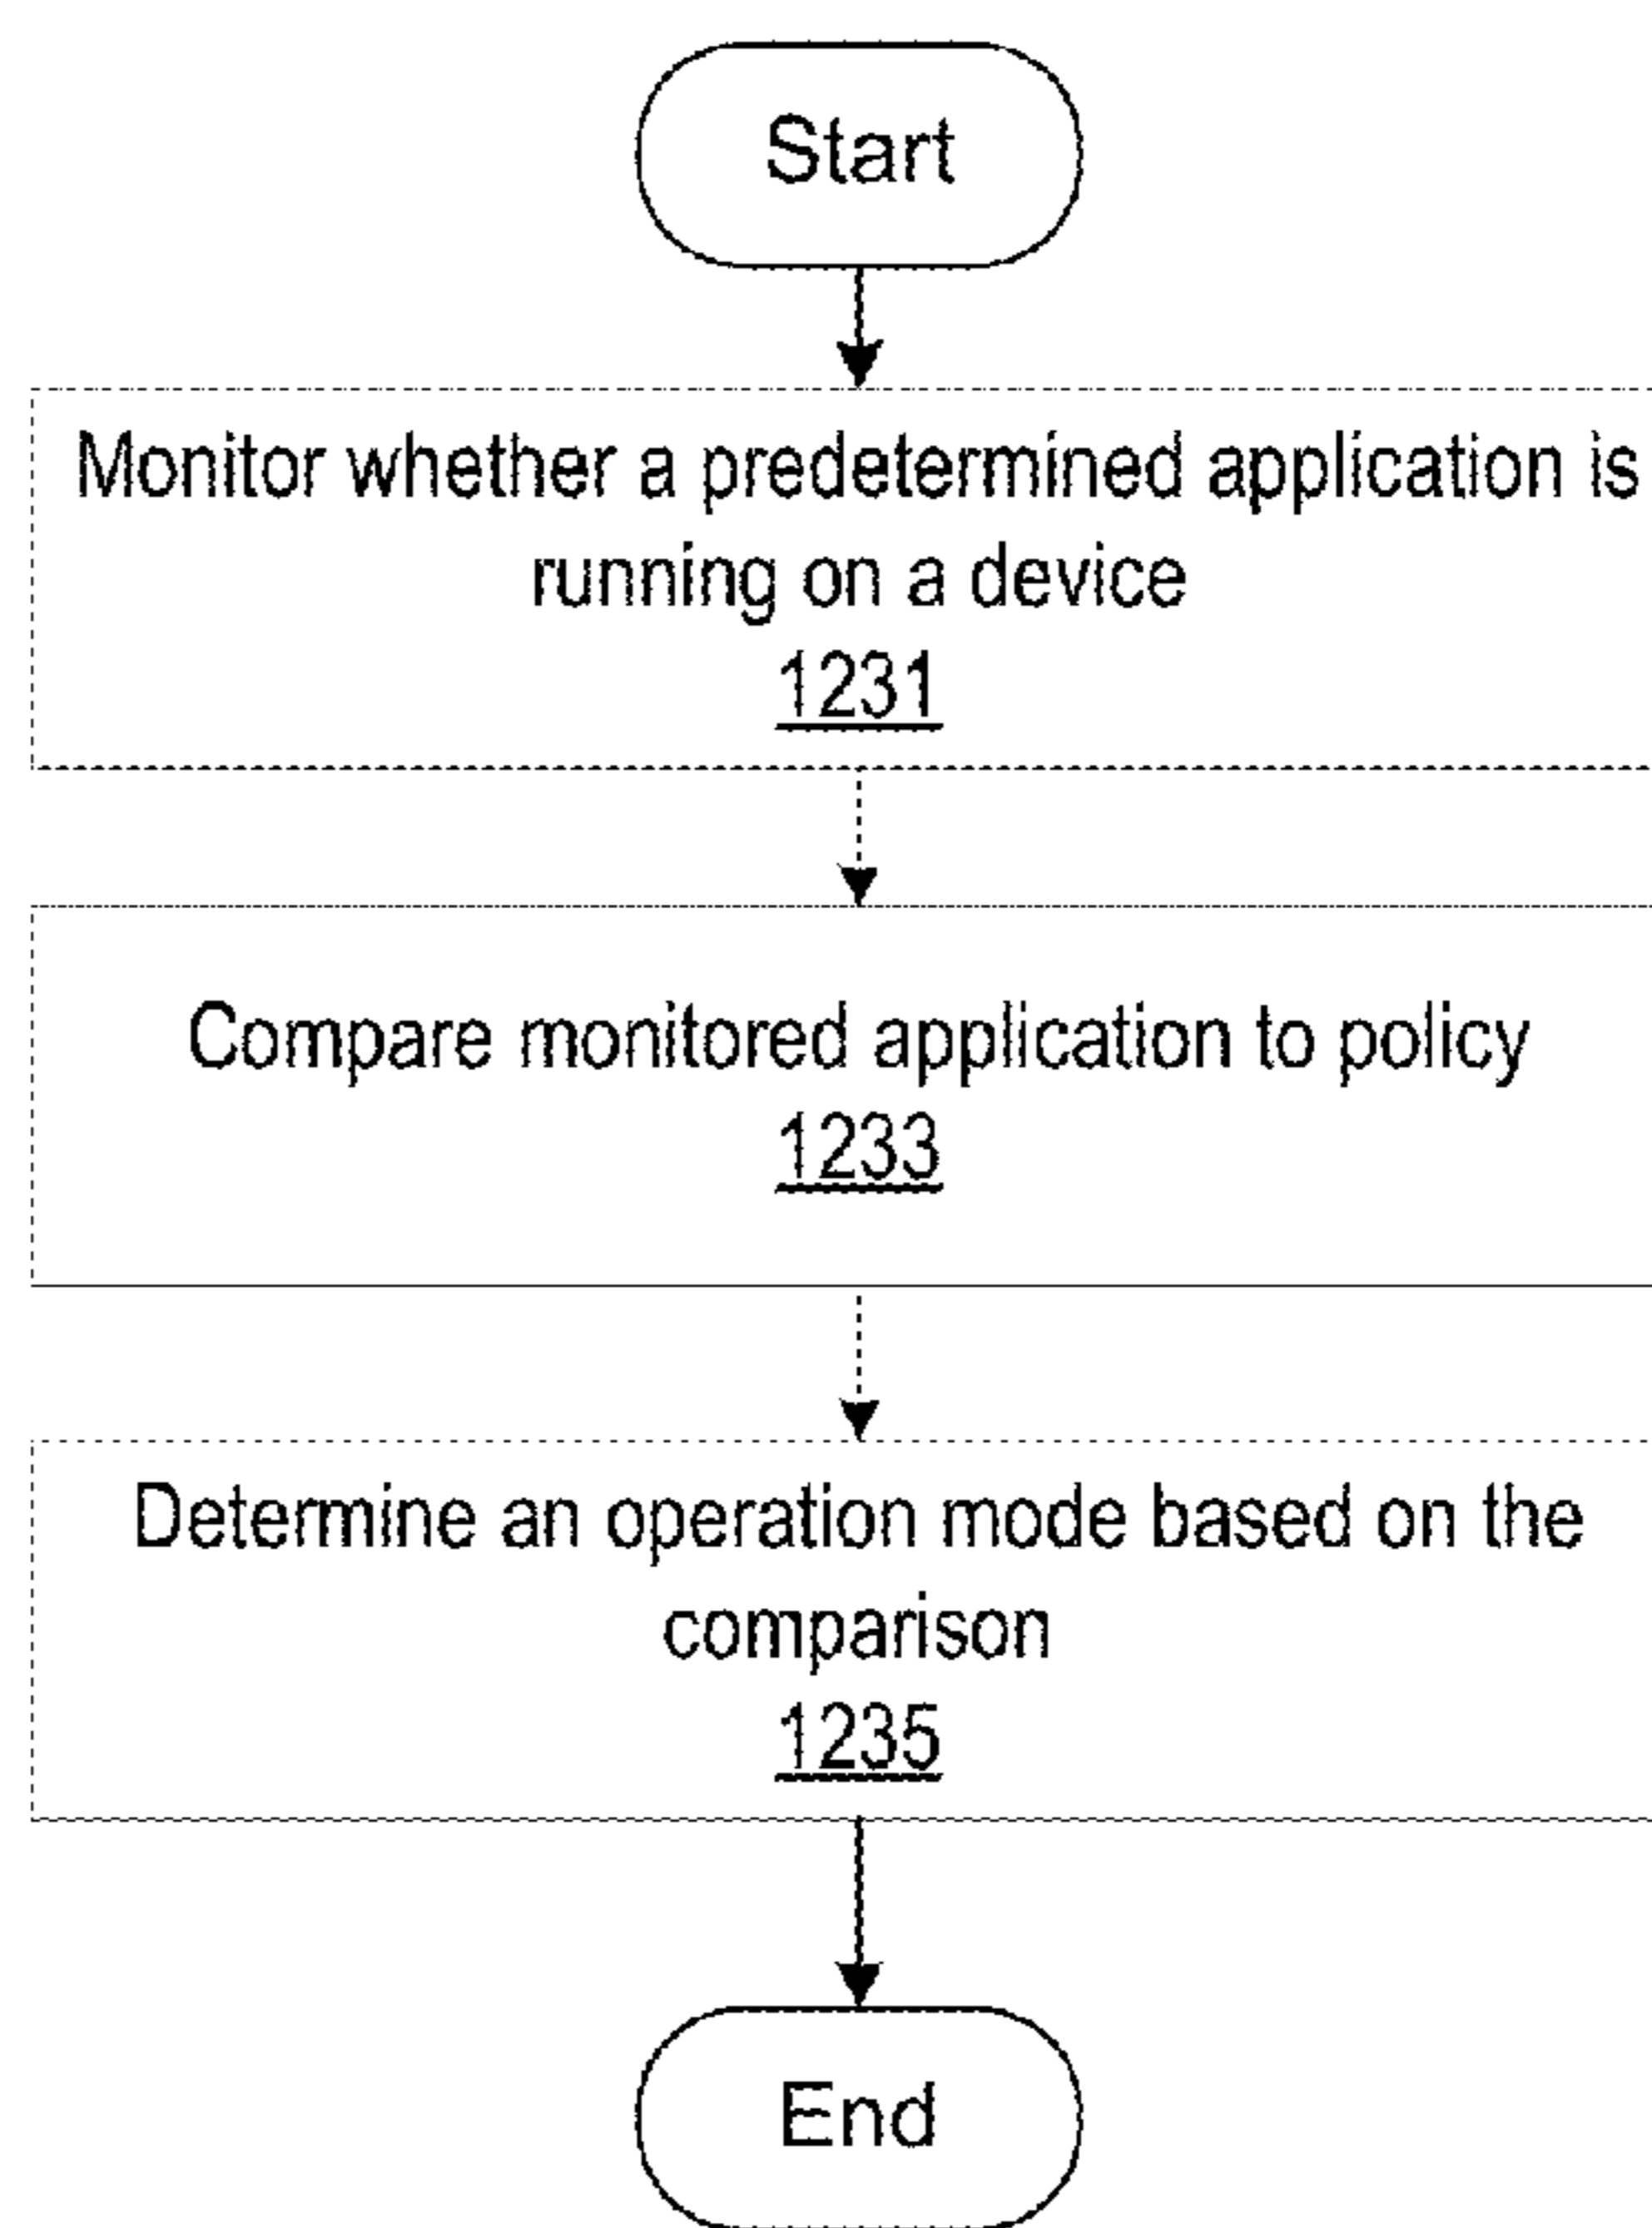 Start
Monitor whether a predetermined application is
running on a device
1231
Compare monitored application to policy
1233
Determine an operation mode based on the
comparison
1235
End